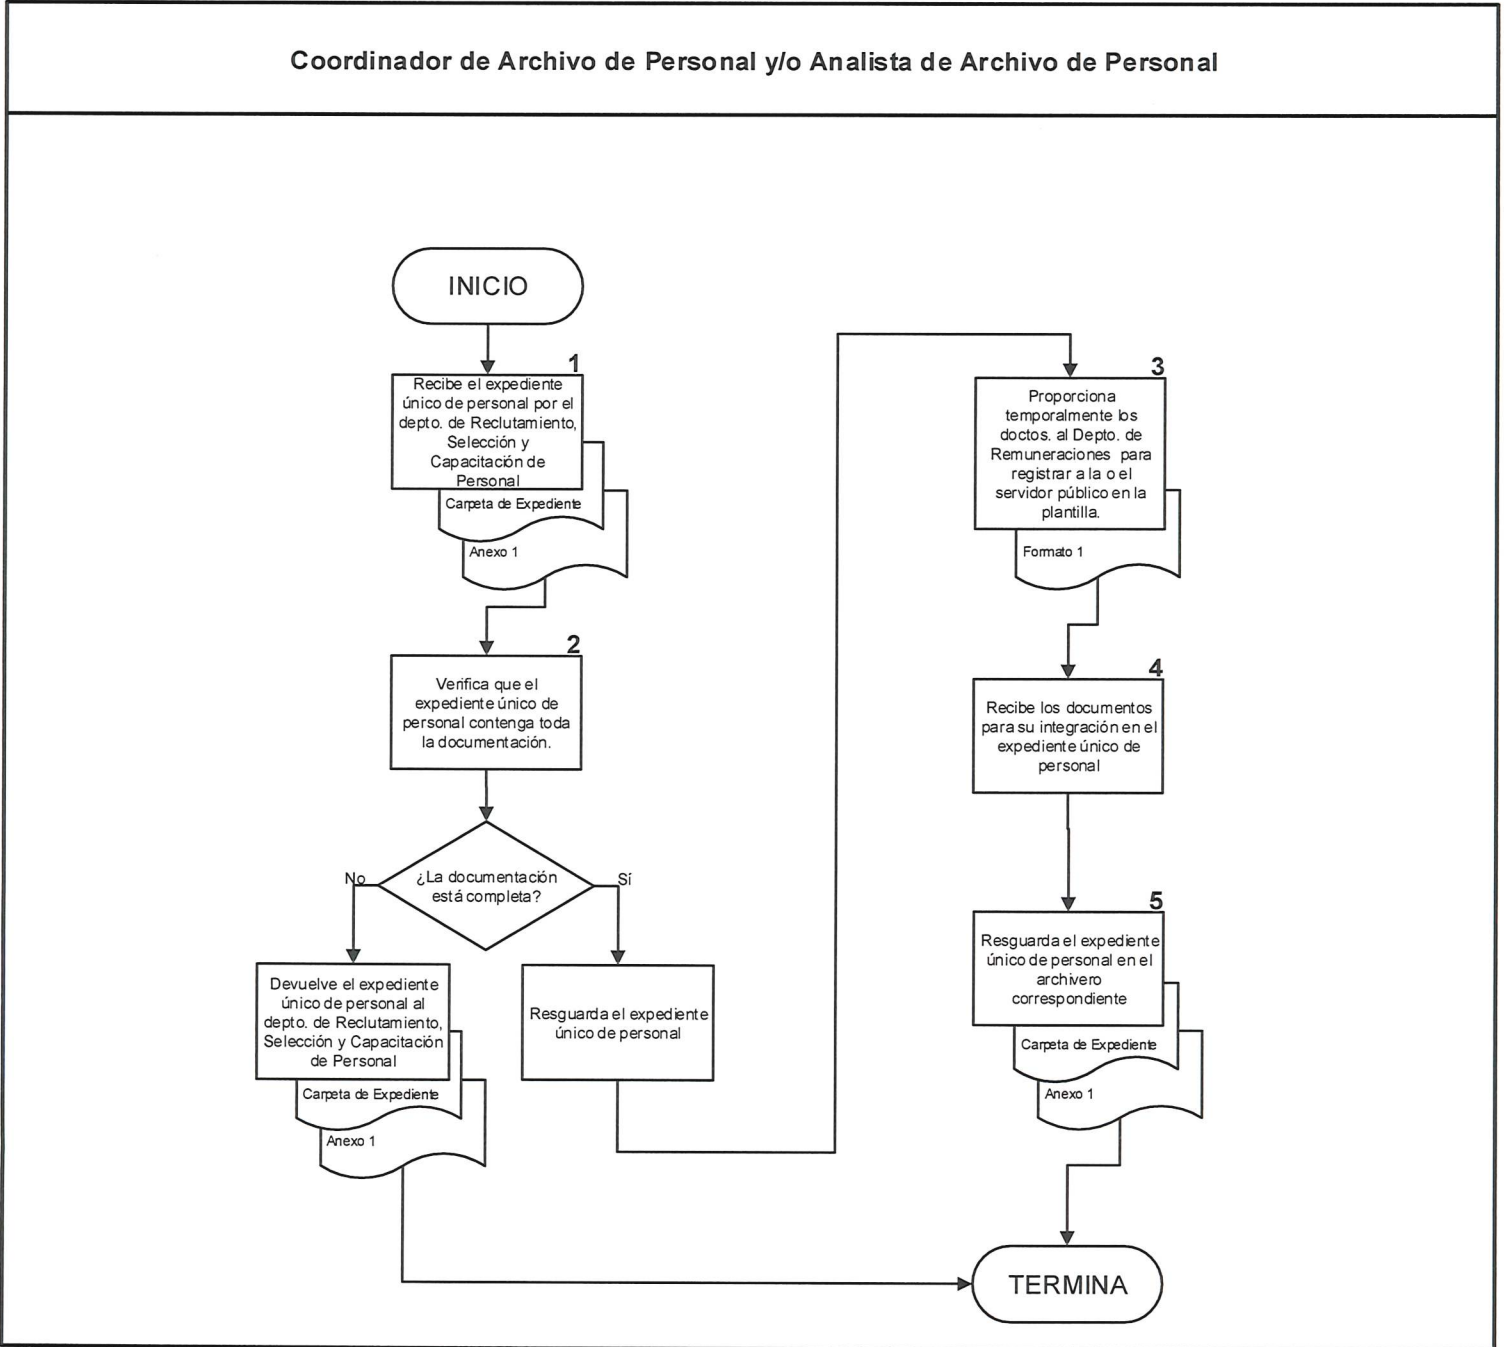 Coordinador de Archivo de Personal y/o Analista de Archivo de Personal
INICIO
1
Recibe el expediente
único de personal por el
depto. de Reclutamiento,
Selección y
Capacitación de
Personal
Carpeta de Expediente
Anexo 1
2
Verifica que el
expediente único de
personal contenga toda
la documentación.
¿La documentación
está completa?
No
Sí
Devuelve el expediente
único de personal al
depto. de Reclutamiento,
Selección y Capacitación
de Personal
Carpeta de Expediente
Anexo 1
Resguarda el expediente
único de personal
3
Proporciona
temporalmente los
doctos. al Depto. de
Remuneraciones para
registrar a la o el
servidor público en la
plantilla.
Formato 1
4
Recibe los documentos
para su integración en el
expediente único de
personal
5
Resguarda el expediente
único de personal en el
archivero
correspondiente
Carpeta de Expediente
Anexo 1
TERMINA